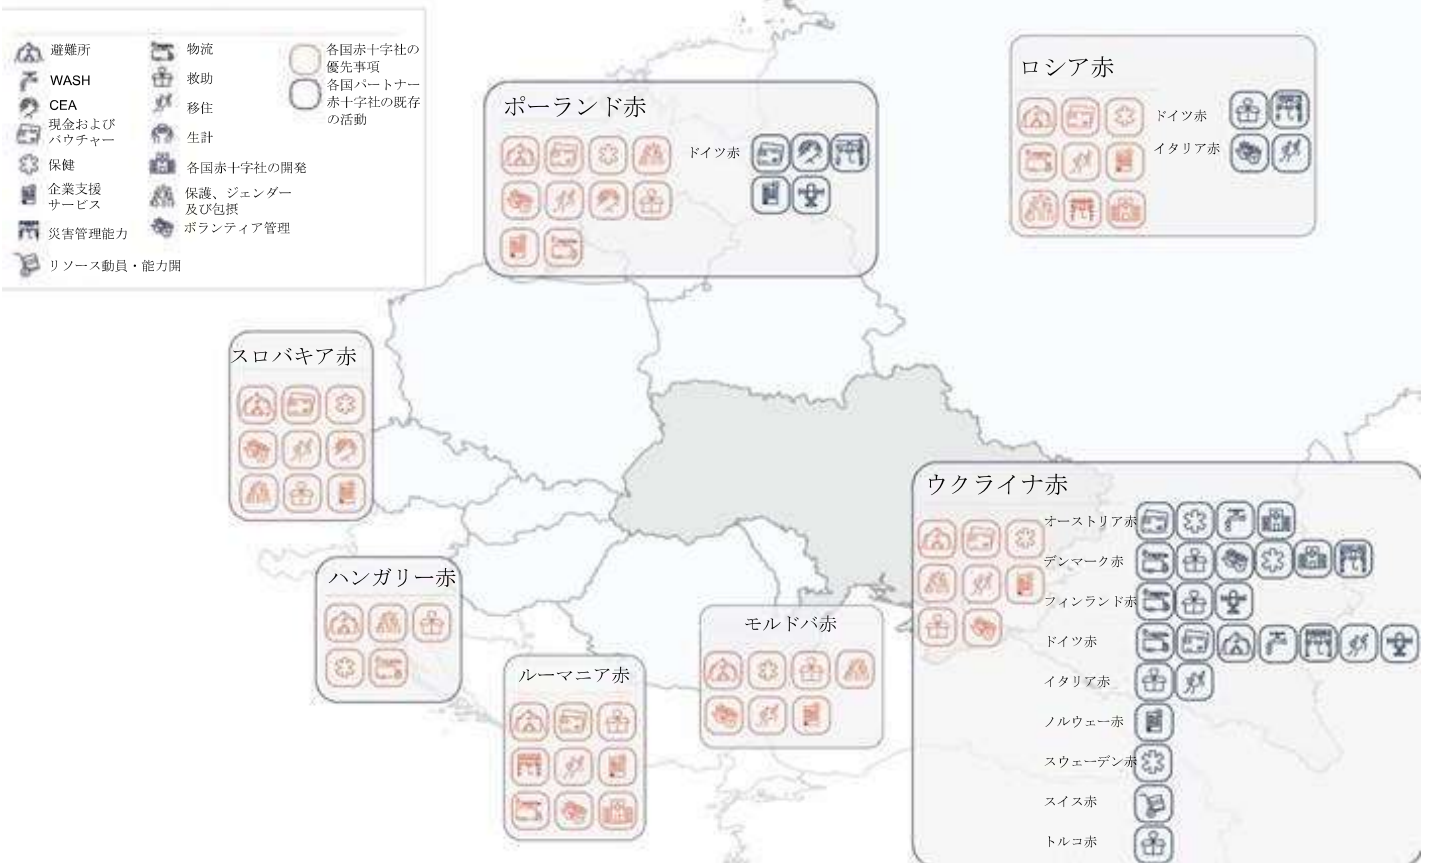 避難所
WASH
CEA
現金および
バウチャー
保健
企業支援
サービス
災害管理能力
リソース動員・能力開
物流
救助
移住
生計
各国赤十字社の開発
保護、ジェンダー
及び包摂
ボランティア管理
各国赤十字社の
優先事項
各国パートナー
赤十字社の既存
の活動
ポーランド赤
ドイツ赤
ロシア赤
ドイツ赤
イタリア赤
スロバキア赤
ハンガリー赤
ルーマニア赤
モルドバ赤
ウクライナ赤
オーストリア赤
デンマーク赤
フィンランド赤
ドイツ赤
イタリア赤
ノルウェー赤
スウェーデン赤
スイス赤
トルコ赤